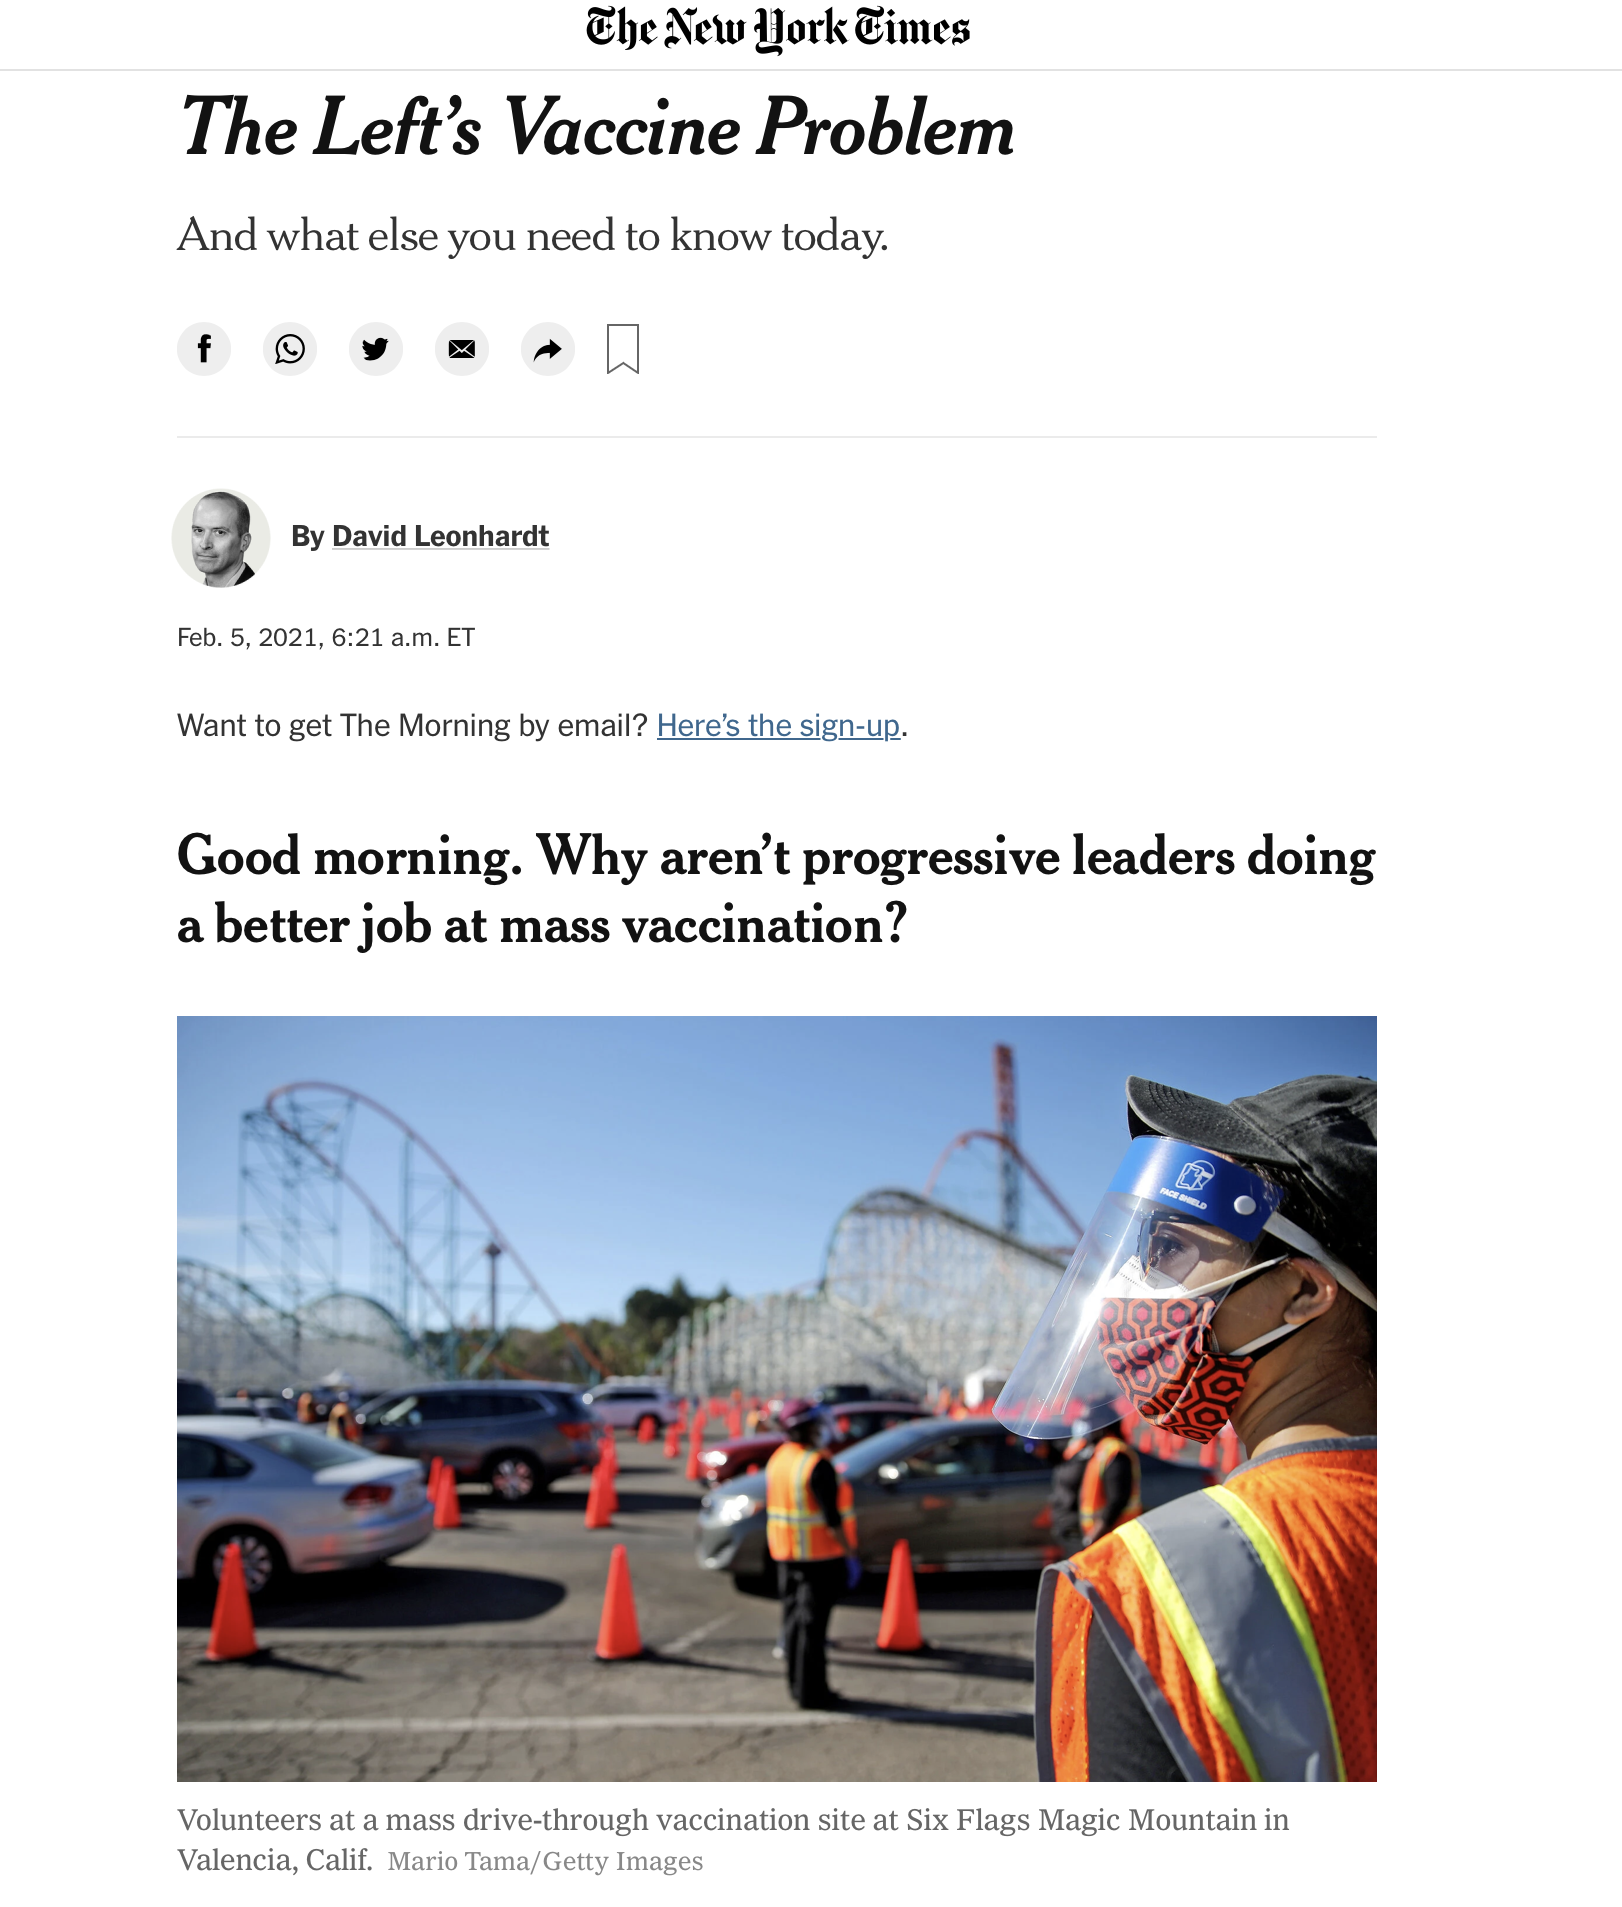 The New York Times
The Left’s Vaccine Problem
And what else you need to know today.
By David Leonhardt
Feb. 5, 2021, 6:21 a.m. ET
Want to get The Morning by email? Here’s the sign-up.
Good morning. Why aren’t progressive leaders doing
a better job at mass vaccination?
FACE SHIELD
Volunteers at a mass drive-through vaccination site at Six Flags Magic Mountain in
Valencia, Calif. Mario Tama/Getty Images